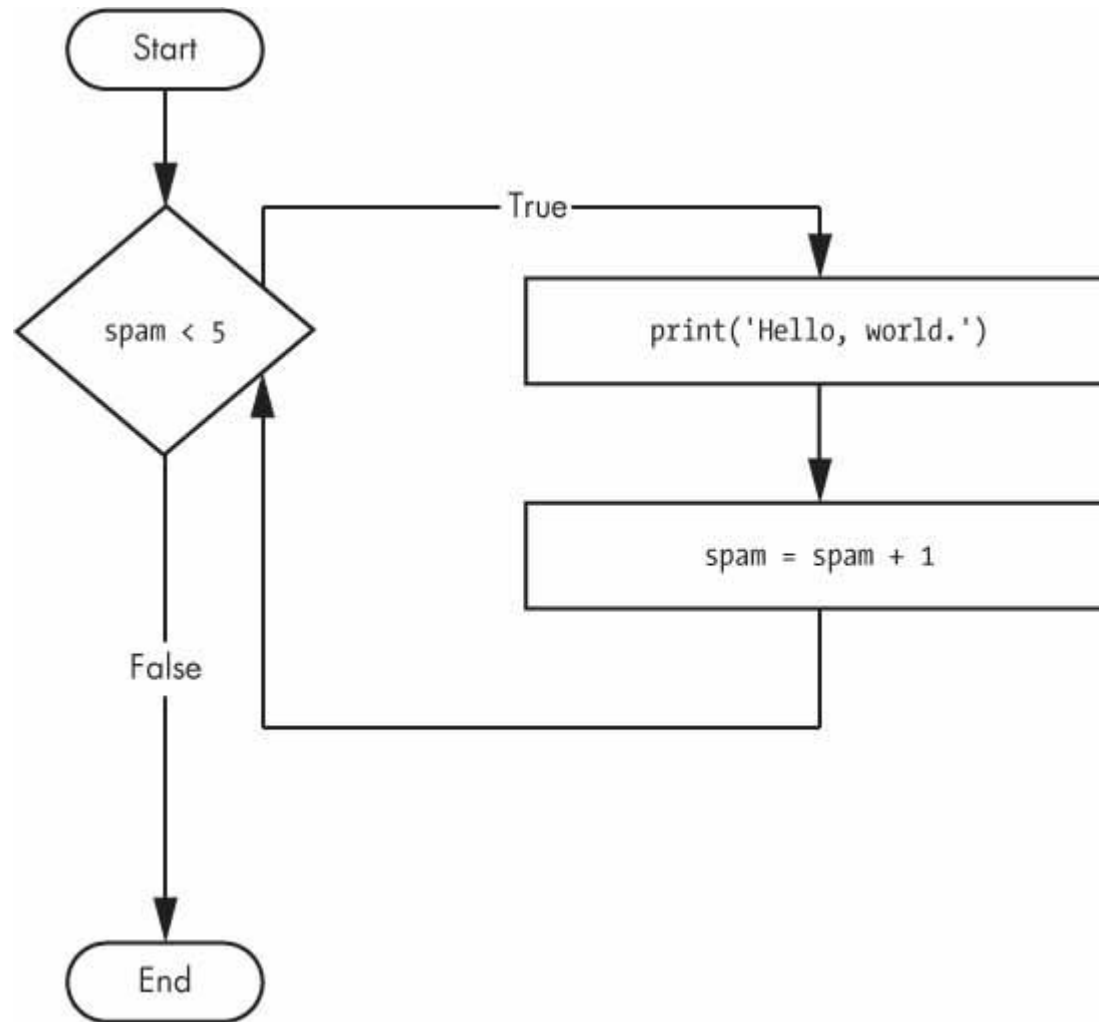 Start
True
spam < 5
print('Hello, world.')
spam = spam + 1
False
End